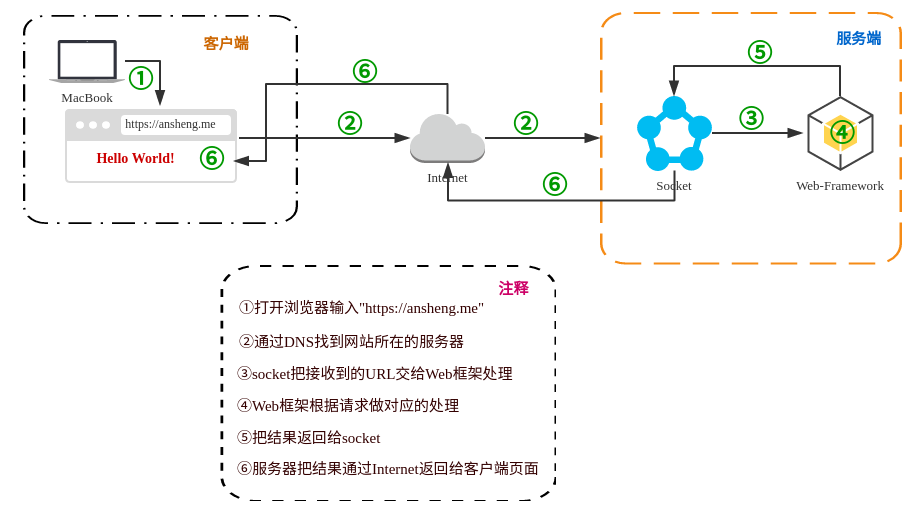 客户端
服务端
⑤
⑥
①
MacBook
②
②
③
④
https://ansheng.me
Hello World!
⑥
Internet
⑥
Socket
Web-Framework
注释
①打开浏览器输入"https://ansheng.me"
②通过DNS找到网站所在的服务器
③socket把接收到的URL交给Web框架处理
④Web框架根据请求做对应的处理
⑤把结果返回给socket
⑥服务器把结果通过Internet返回给客户端页面